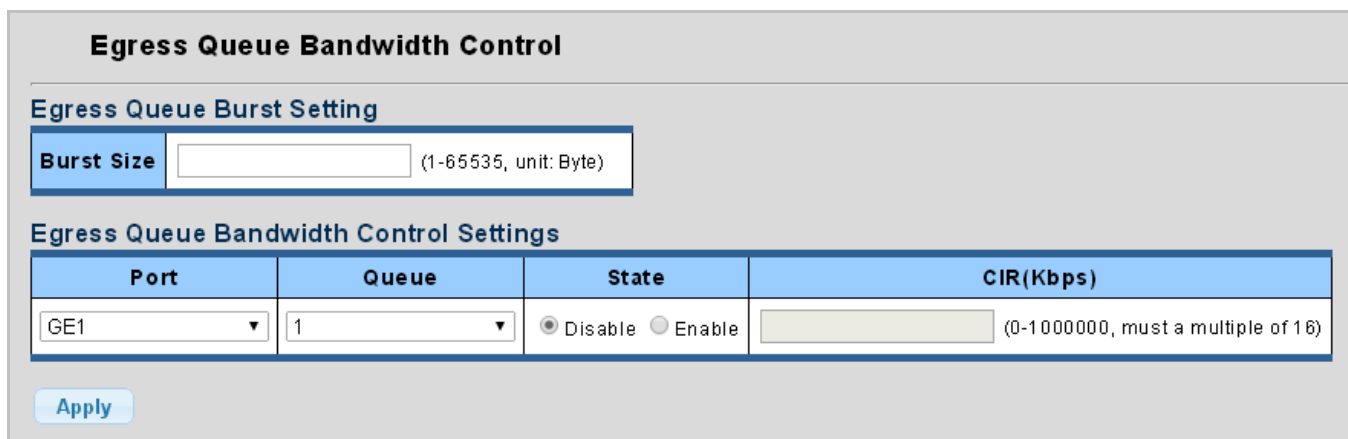 Egress Queue Bandwidth Control
Egress Queue Burst Setting
Burst Size (1-65535, unit: Byte)
Egress Queue Bandwidth Control Settings
Port Queue State CIR(Kbps)
GE1 1 Disable Enable (0-1000000, must a multiple of 16)
Apply